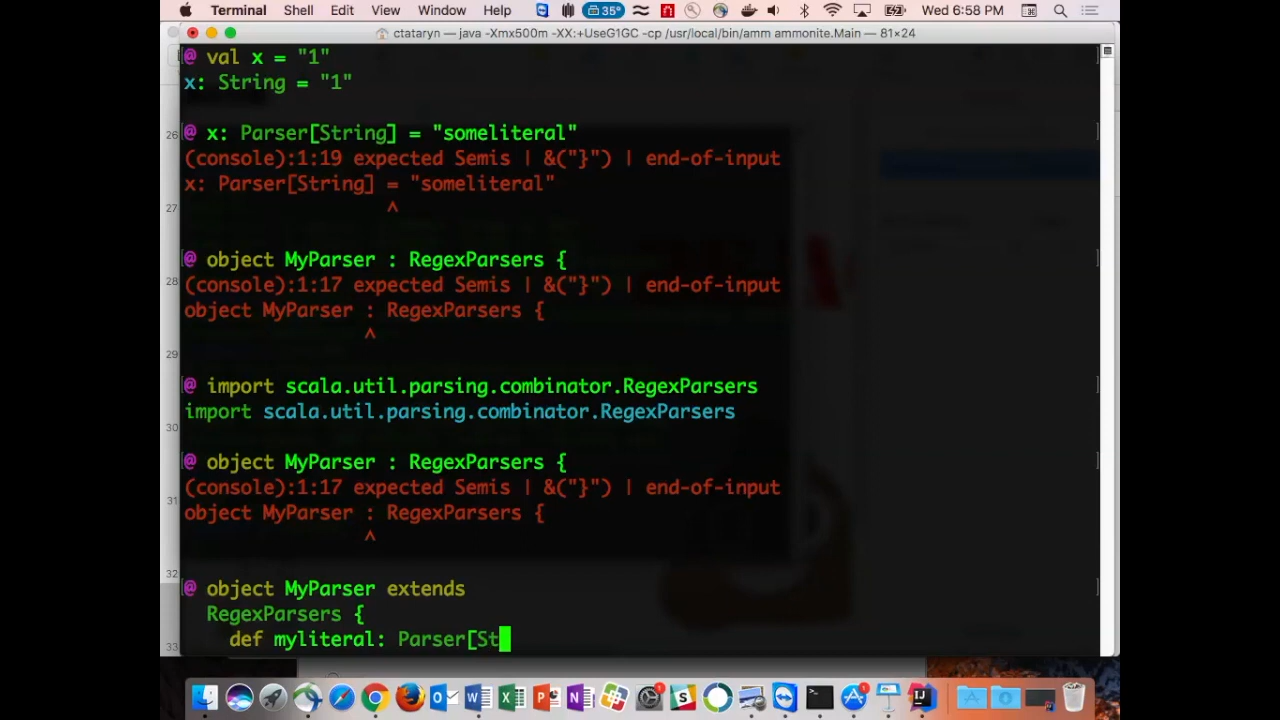 Terminal Shell Edit View Window Help 35° Wed 6:58 PM
ctataryn — java -Xmx500m -XX:+UseG1GC -cp /usr/local/bin/amm ammonite.Main — 81×24
@ val x = "1"
x: String = "1"
@ x: Parser[String] = "someliteral"
26
(console):1:19 expected Semis | &("}") | end-of-input
x: Parser[String] = "someliteral"
^
27
@ object MyParser : RegexParsers {
28
(console):1:17 expected Semis | &("}") | end-of-input
object MyParser : RegexParsers {
^
29
@ import scala.util.parsing.combinator.RegexParsers
import scala.util.parsing.combinator.RegexParsers
30
@ object MyParser : RegexParsers {
(console):1:17 expected Semis | &("}") | end-of-input
31
object MyParser : RegexParsers {
^
32
@ object MyParser extends
RegexParsers {
def myliteral: Parser[St
33